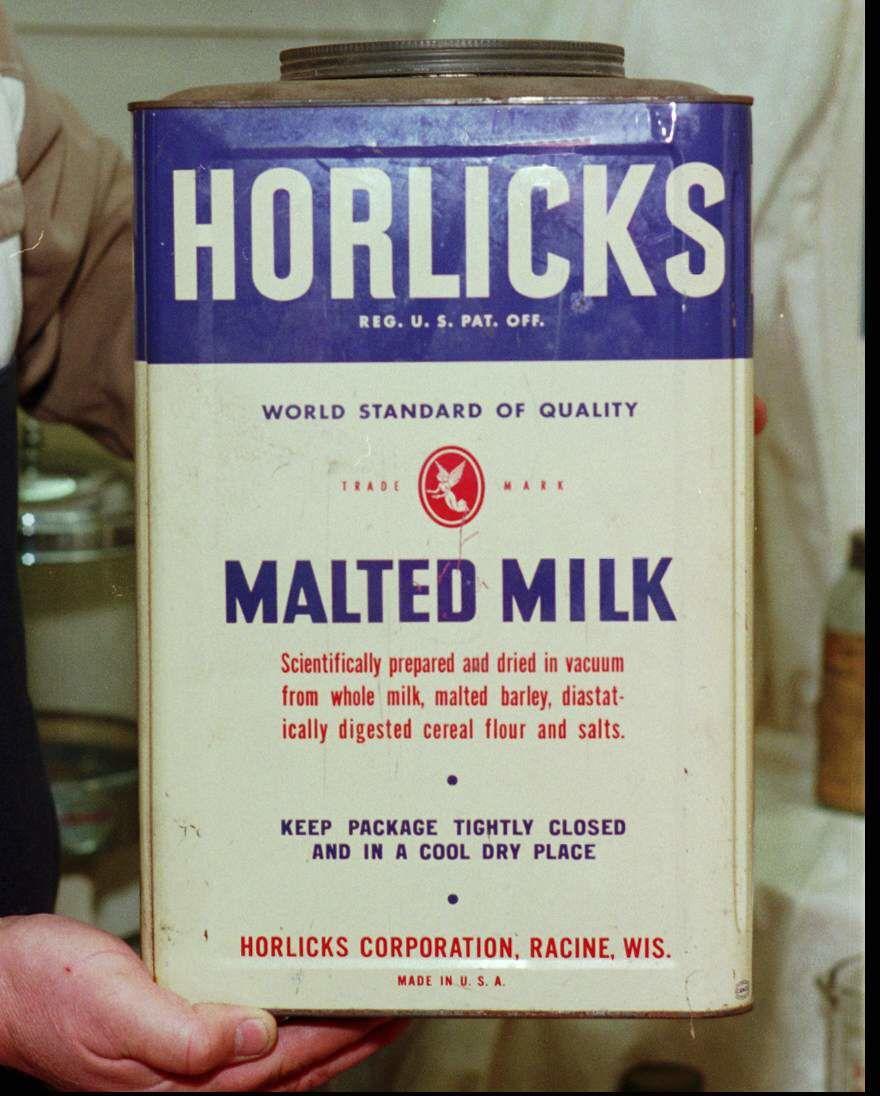 HORLICKS
REG. U. S. PAT. OFF.
WORLD STANDARD OF QUALITY
TRADE MARK
MALTED MILK
Scientifically prepared and dried in vacuum
from whole milk, malted barley, diastat-
ically digested cereal flour and salts.
KEEP PACKAGE TIGHTLY CLOSED
AND IN A COOL DRY PLACE
HORLICKS CORPORATION, RACINE, WIS.
MADE IN U. S. A.